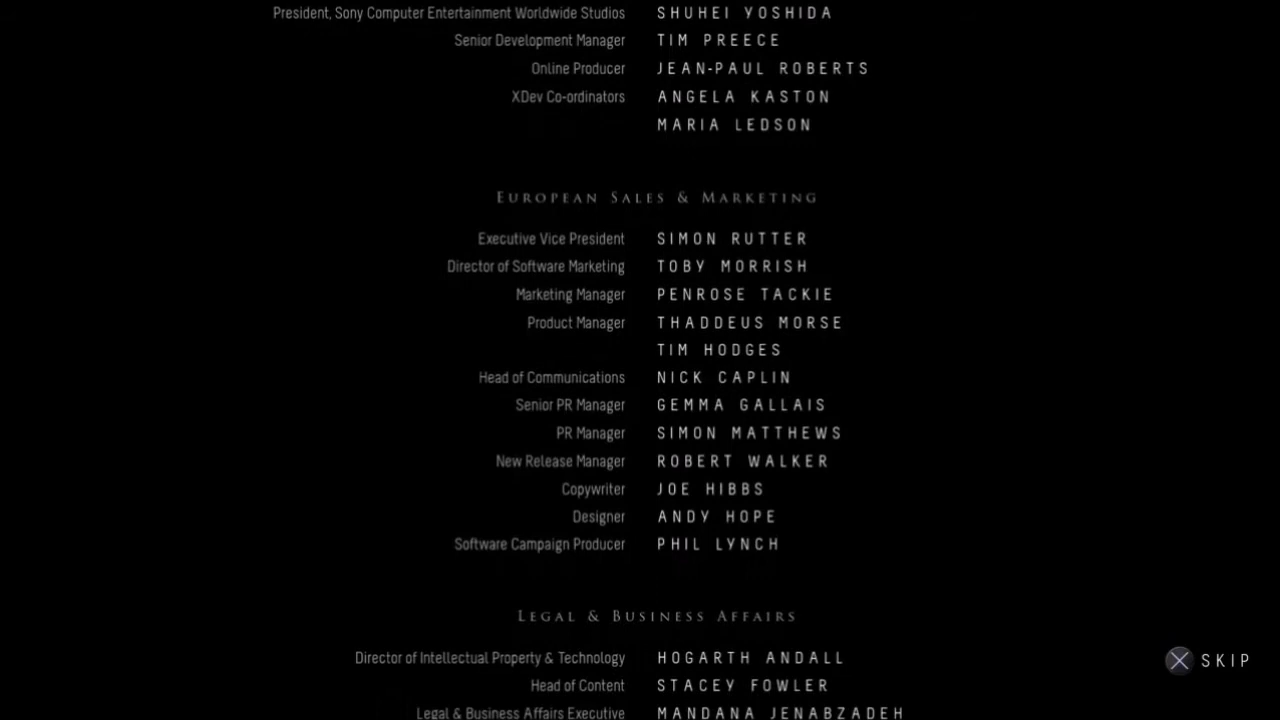 President, Sony Computer Entertainment Worldwide Studios SHUHEI YOSHIDA
Senior Development Manager TIM PREECE
Online Producer JEAN-PAUL ROBERTS
XDev Co-ordinators ANGELA KASTON
MARIA LEDSON
EUROPEAN SALES & MARKETING
Executive Vice President SIMON RUTTER
Director of Software Marketing TOBY MORRISH
Marketing Manager PENROSE TACKIE
Product Manager THADDEUS MORSE
TIM HODGES
Head of Communications NICK CAPLIN
Senior PR Manager GEMMA GALLAIS
PR Manager SIMON MATTHEWS
New Release Manager ROBERT WALKER
Copywriter JOE HIBBS
Designer ANDY HOPE
Software Campaign Producer PHIL LYNCH
LEGAL & BUSINESS AFFAIRS
Director of Intellectual Property & Technology HOGARTH ANDALL
Head of Content STACEY FOWLER
Legal & Business Affairs Executive MANDANA JENABZADEH
SKIP